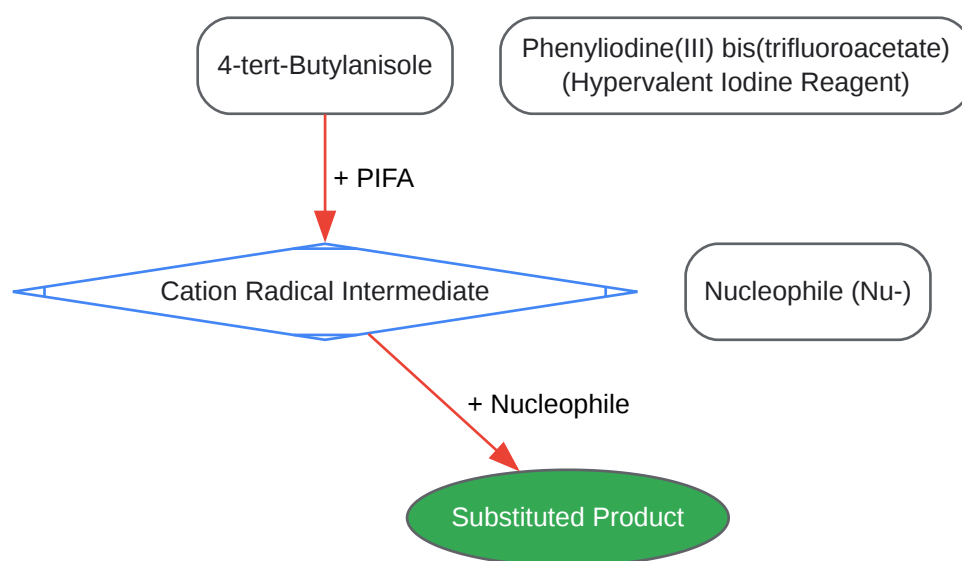 4-tert-Butylanisole
Phenyliodine(III) bis(trifluoroacetate)
(Hypervalent Iodine Reagent)
+ PIFA
Cation Radical Intermediate
Nucleophile (Nu-)
+ Nucleophile
Substituted Product